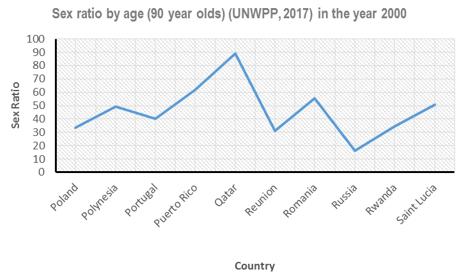 Sex ratio by age (90 year olds) (UNWPP, 2017) in the year 2000
Sex Ratio
100
90
80
70
60
50
40
30
20
10
0
Poland
Polynesia
Portugal
Puerto Rico
Qatar
Reunion
Romania
Russia
Rwanda
Saint Lucia
Country